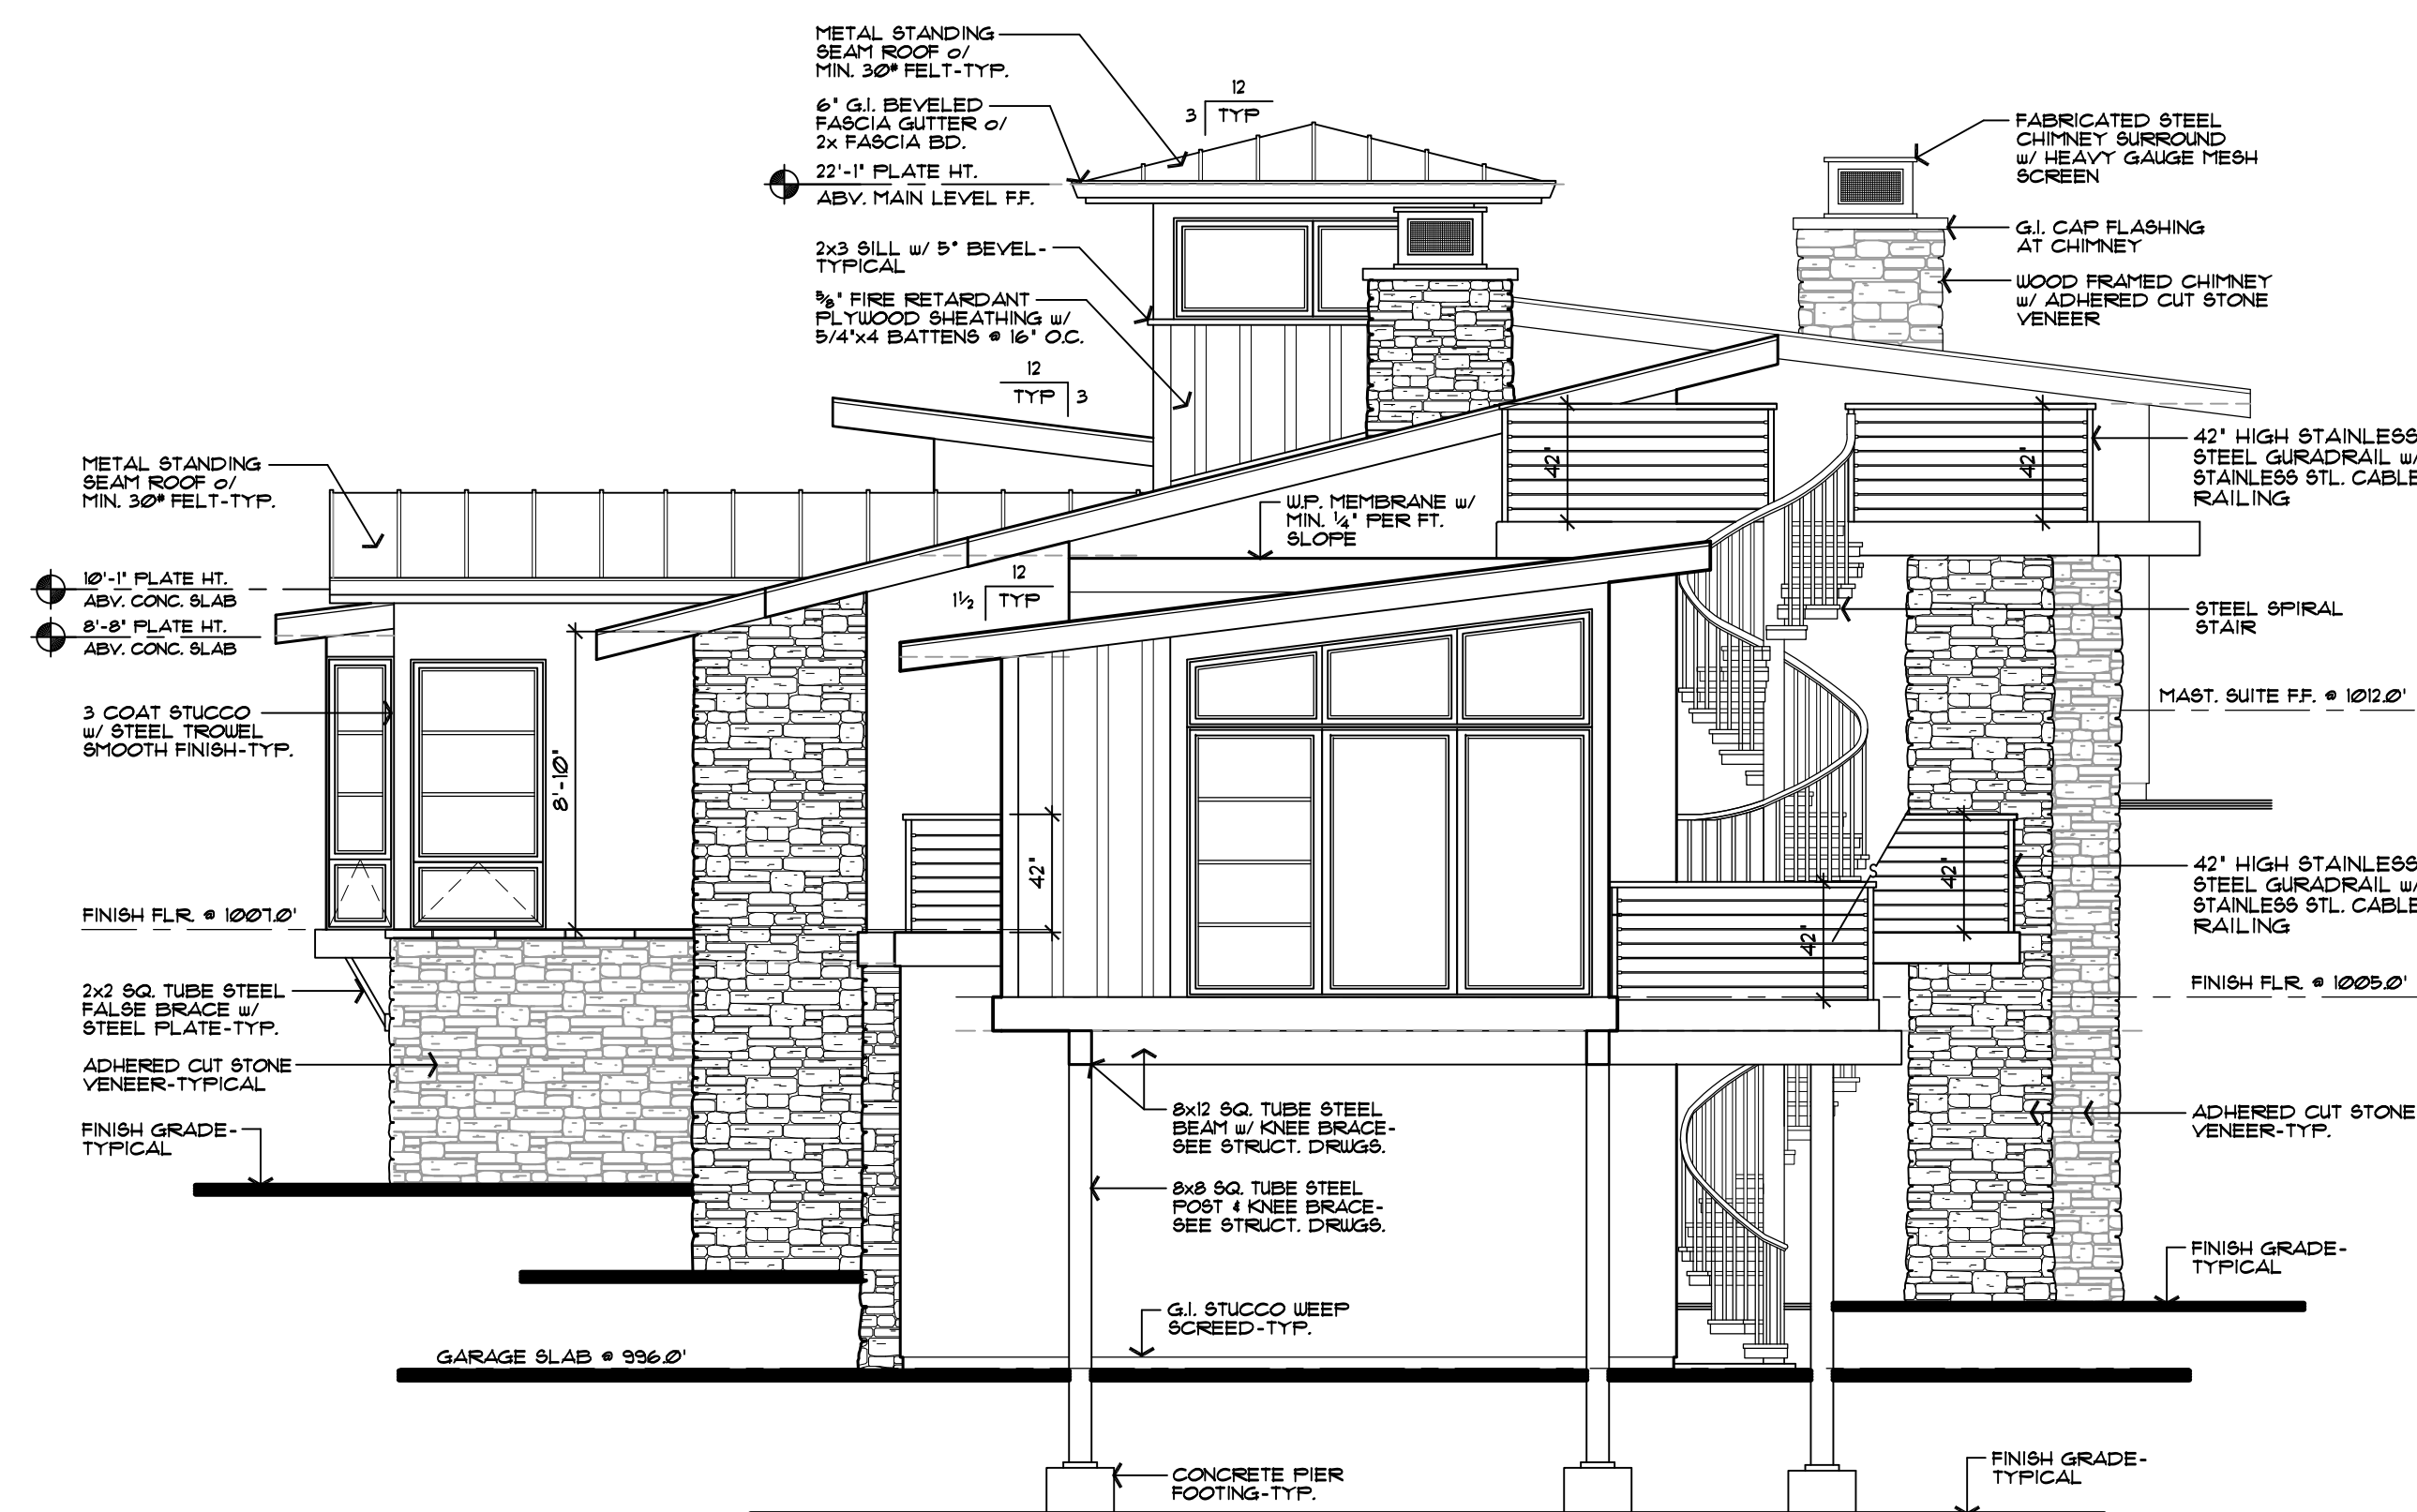 METAL STANDING
SEAM ROOF o/
MIN. 30# FELT-TYP.
6" G.I. BEVELED
FASCIA GUTTER o/
2x FASCIA BD.
22'-1" PLATE HT.
ABV. MAIN LEVEL F.F.
2x3 SILL w/ 5° BEVEL-
TYPICAL
5/8" FIRE RETARDANT
PLYWOOD SHEATHING w/
5/4"x4 BATTENS @ 16" O.C.
12
3 TYP
12
TYP 3
FABRICATED STEEL
CHIMNEY SURROUND
w/ HEAVY GAUGE MESH
SCREEN
G.I. CAP FLASHING
AT CHIMNEY
WOOD FRAMED CHIMNEY
w/ ADHERED CUT STONE
VENEER
METAL STANDING
SEAM ROOF o/
MIN. 30# FELT-TYP.
10'-1" PLATE HT.
ABV. CONC. SLAB
8'-8" PLATE HT.
ABV. CONC. SLAB
3 COAT STUCCO
w/ STEEL TROWEL
SMOOTH FINISH-TYP.
8'-10"
FINISH FLR. @ 1007.0'
2x2 SQ. TUBE STEEL
FALSE BRACE w/
STEEL PLATE-TYP.
ADHERED CUT STONE
VENEER-TYPICAL
FINISH GRADE-
TYPICAL
GARAGE SLAB @ 996.0'
W.P. MEMBRANE w/
MIN. 1/4" PER FT.
SLOPE
12
1 1/2 TYP
42"
42"
42"
42"
42"
8x12 SQ. TUBE STEEL
BEAM w/ KNEE BRACE-
SEE STRUCT. DRWGS.
8x8 SQ. TUBE STEEL
POST & KNEE BRACE-
SEE STRUCT. DRWGS.
G.I. STUCCO WEEP
SCREED-TYP.
CONCRETE PIER
FOOTING-TYP.
42" HIGH STAINLESS
STEEL GURADRAIL w/
STAINLESS STL. CABLE
RAILING
STEEL SPIRAL
STAIR
MAST. SUITE F.F. @ 1012.0'
42" HIGH STAINLESS
STEEL GURADRAIL w/
STAINLESS STL. CABLE
RAILING
FINISH FLR. @ 1005.0'
ADHERED CUT STONE
VENEER-TYP.
FINISH GRADE-
TYPICAL
FINISH GRADE-
TYPICAL